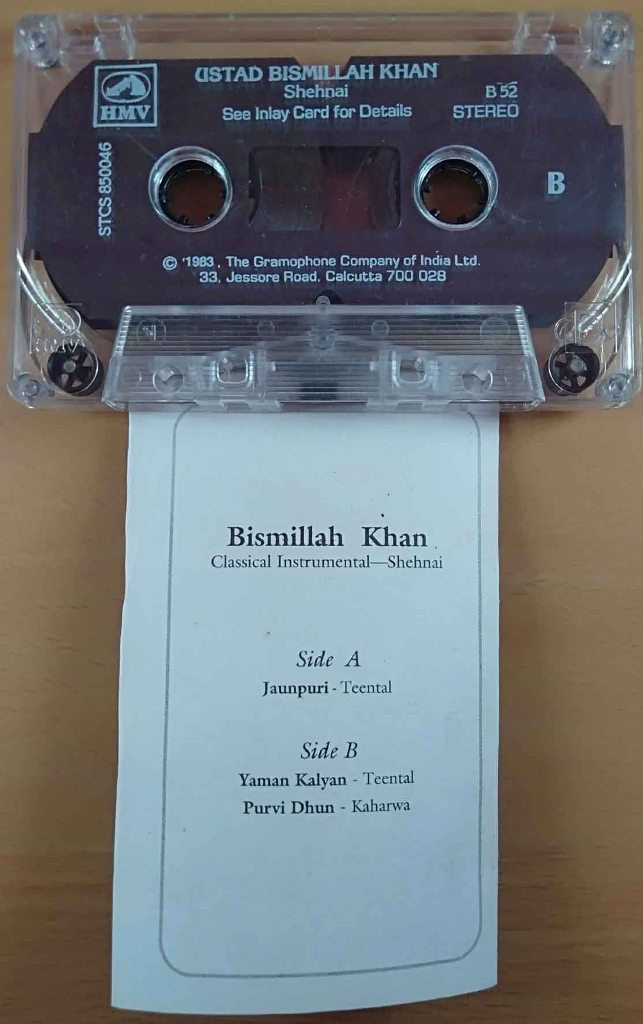 USTAD BISMILLAH KHAN
Shehnai
See Inlay Card for Details
HMV
B 52
STEREO
STCS 850046
B
© 1983, The Gramophone Company of India Ltd.
33, Jessore Road, Calcutta 700 028
Bismillah Khan
Classical Instrumental—Shehnai
Side A
Jaunpuri - Teental
Side B
Yaman Kalyan - Teental
Purvi Dhun - Kaharwa